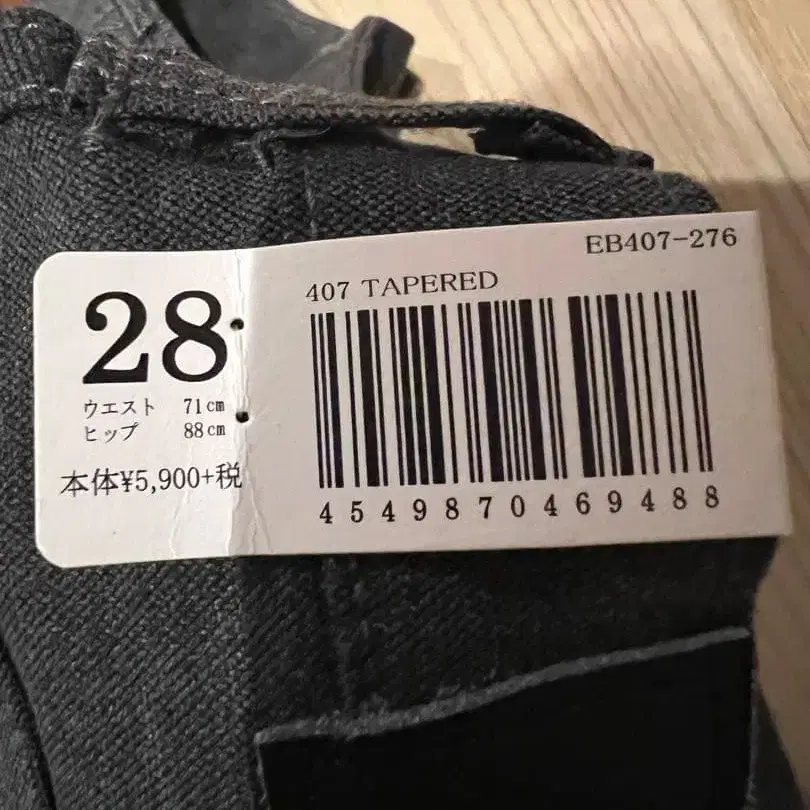 28
ウエスト 71cm
ヒップ 88cm
本体¥5,900+税
EB407-276
407 TAPERED
4549870469488